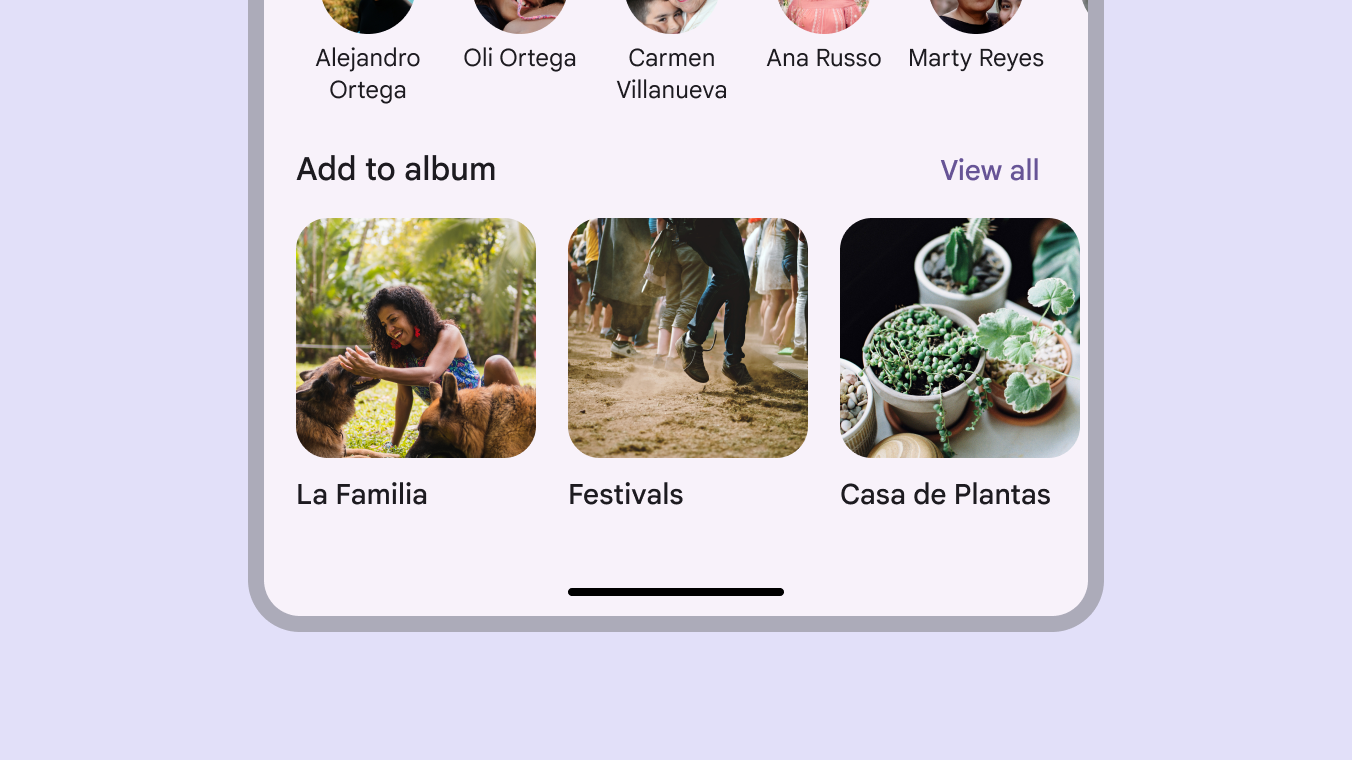 Alejandro
Ortega
Oli Ortega
Carmen
Villanueva
Ana Russo
Marty Reyes
Add to album
View all
La Familia
Festivals
Casa de Plantas